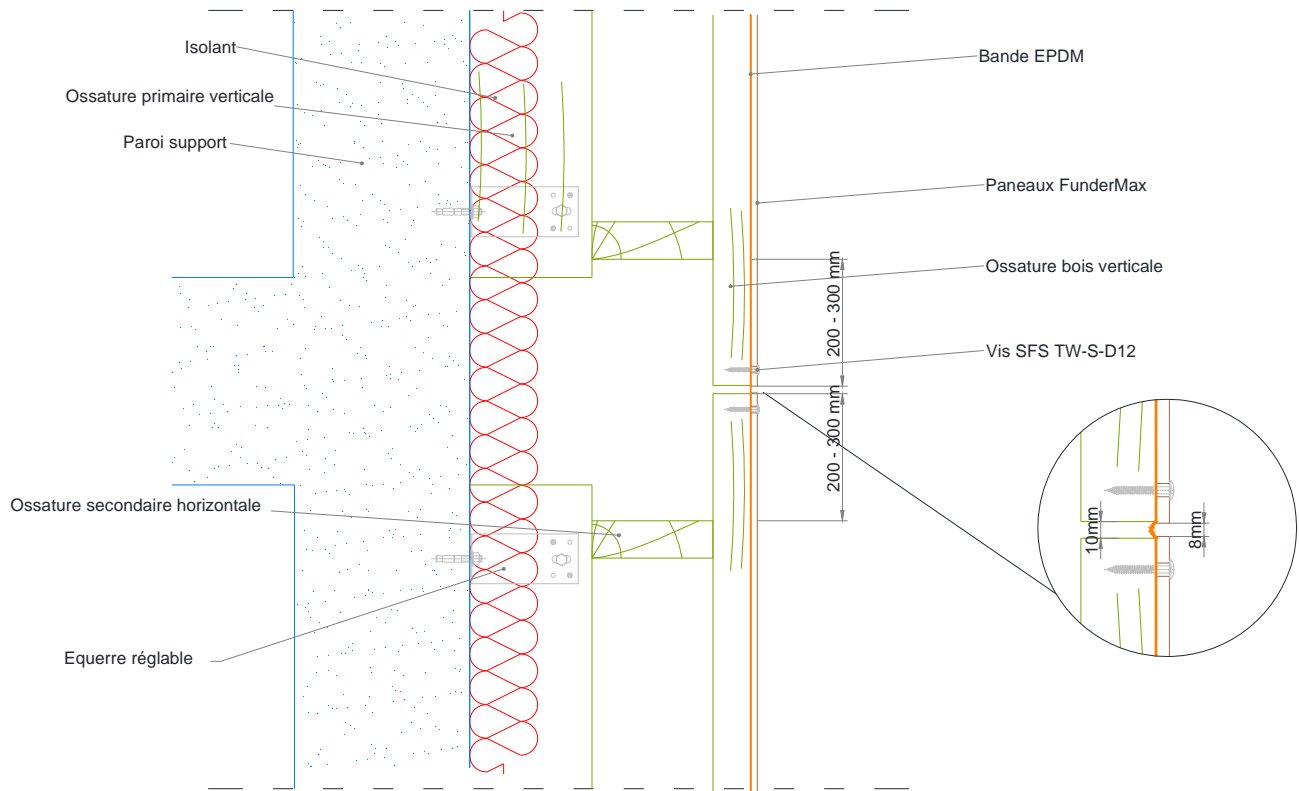 Isolant
Ossature primaire verticale
Paroi support
Bande EPDM
Paneaux FunderMax
Ossature bois verticale
200 - 300 mm
Vis SFS TW-S-D12
200 - 300 mm
Ossature secondaire horizontale
10mm
8mm
Equerre réglable